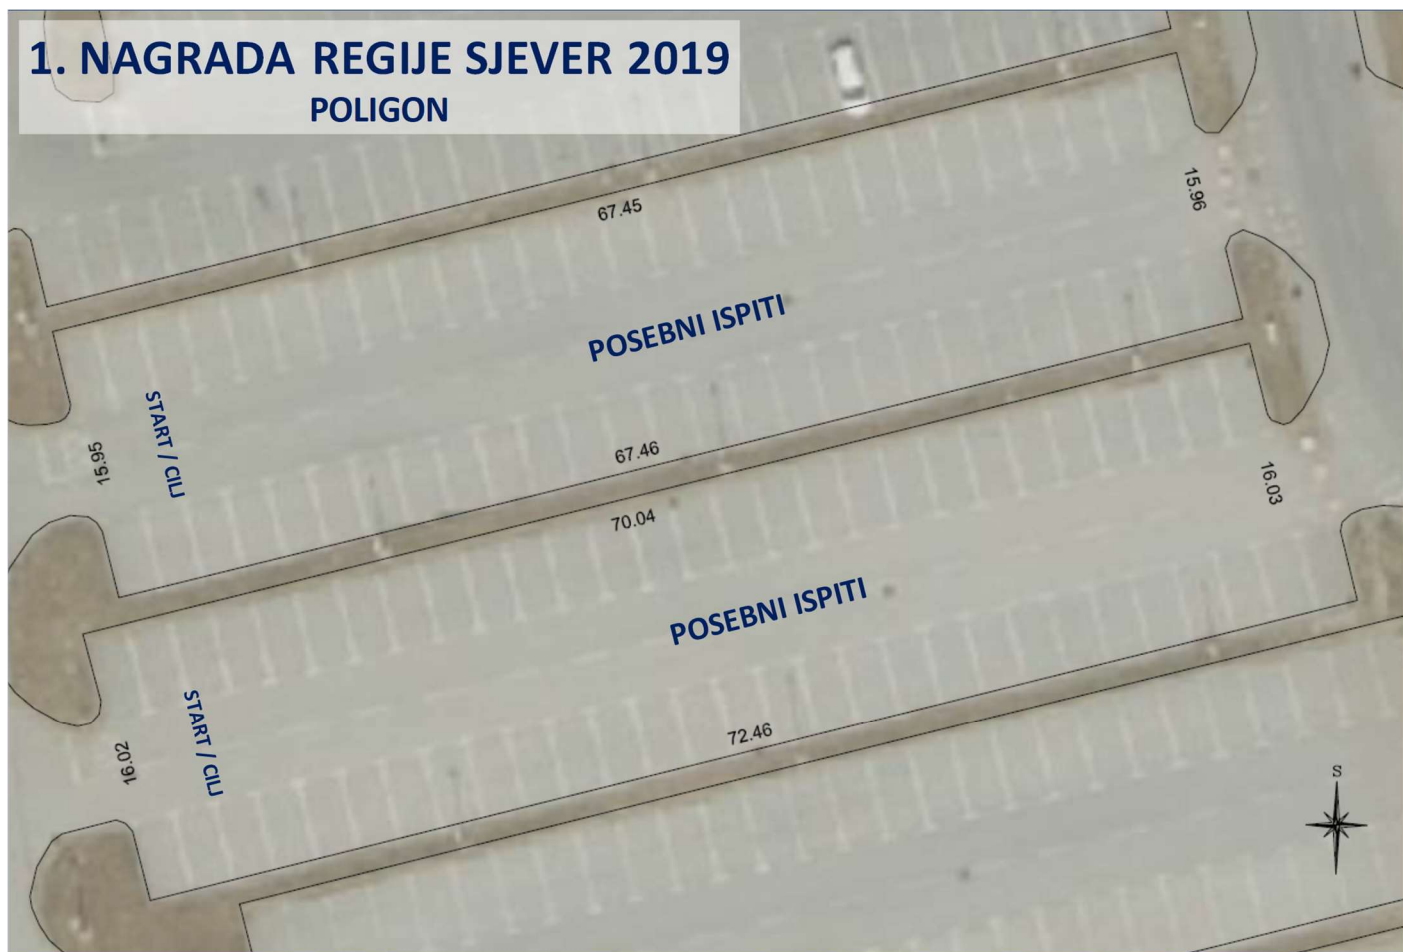 1. NAGRADA REGIJE SJEVER 2019
POLIGON
67.45
15.96
POSEBNI ISPITI
START / CILJ
15.95
67.46
70.04
16.03
POSEBNI ISPITI
START / CILJ
16.02
72.46
S